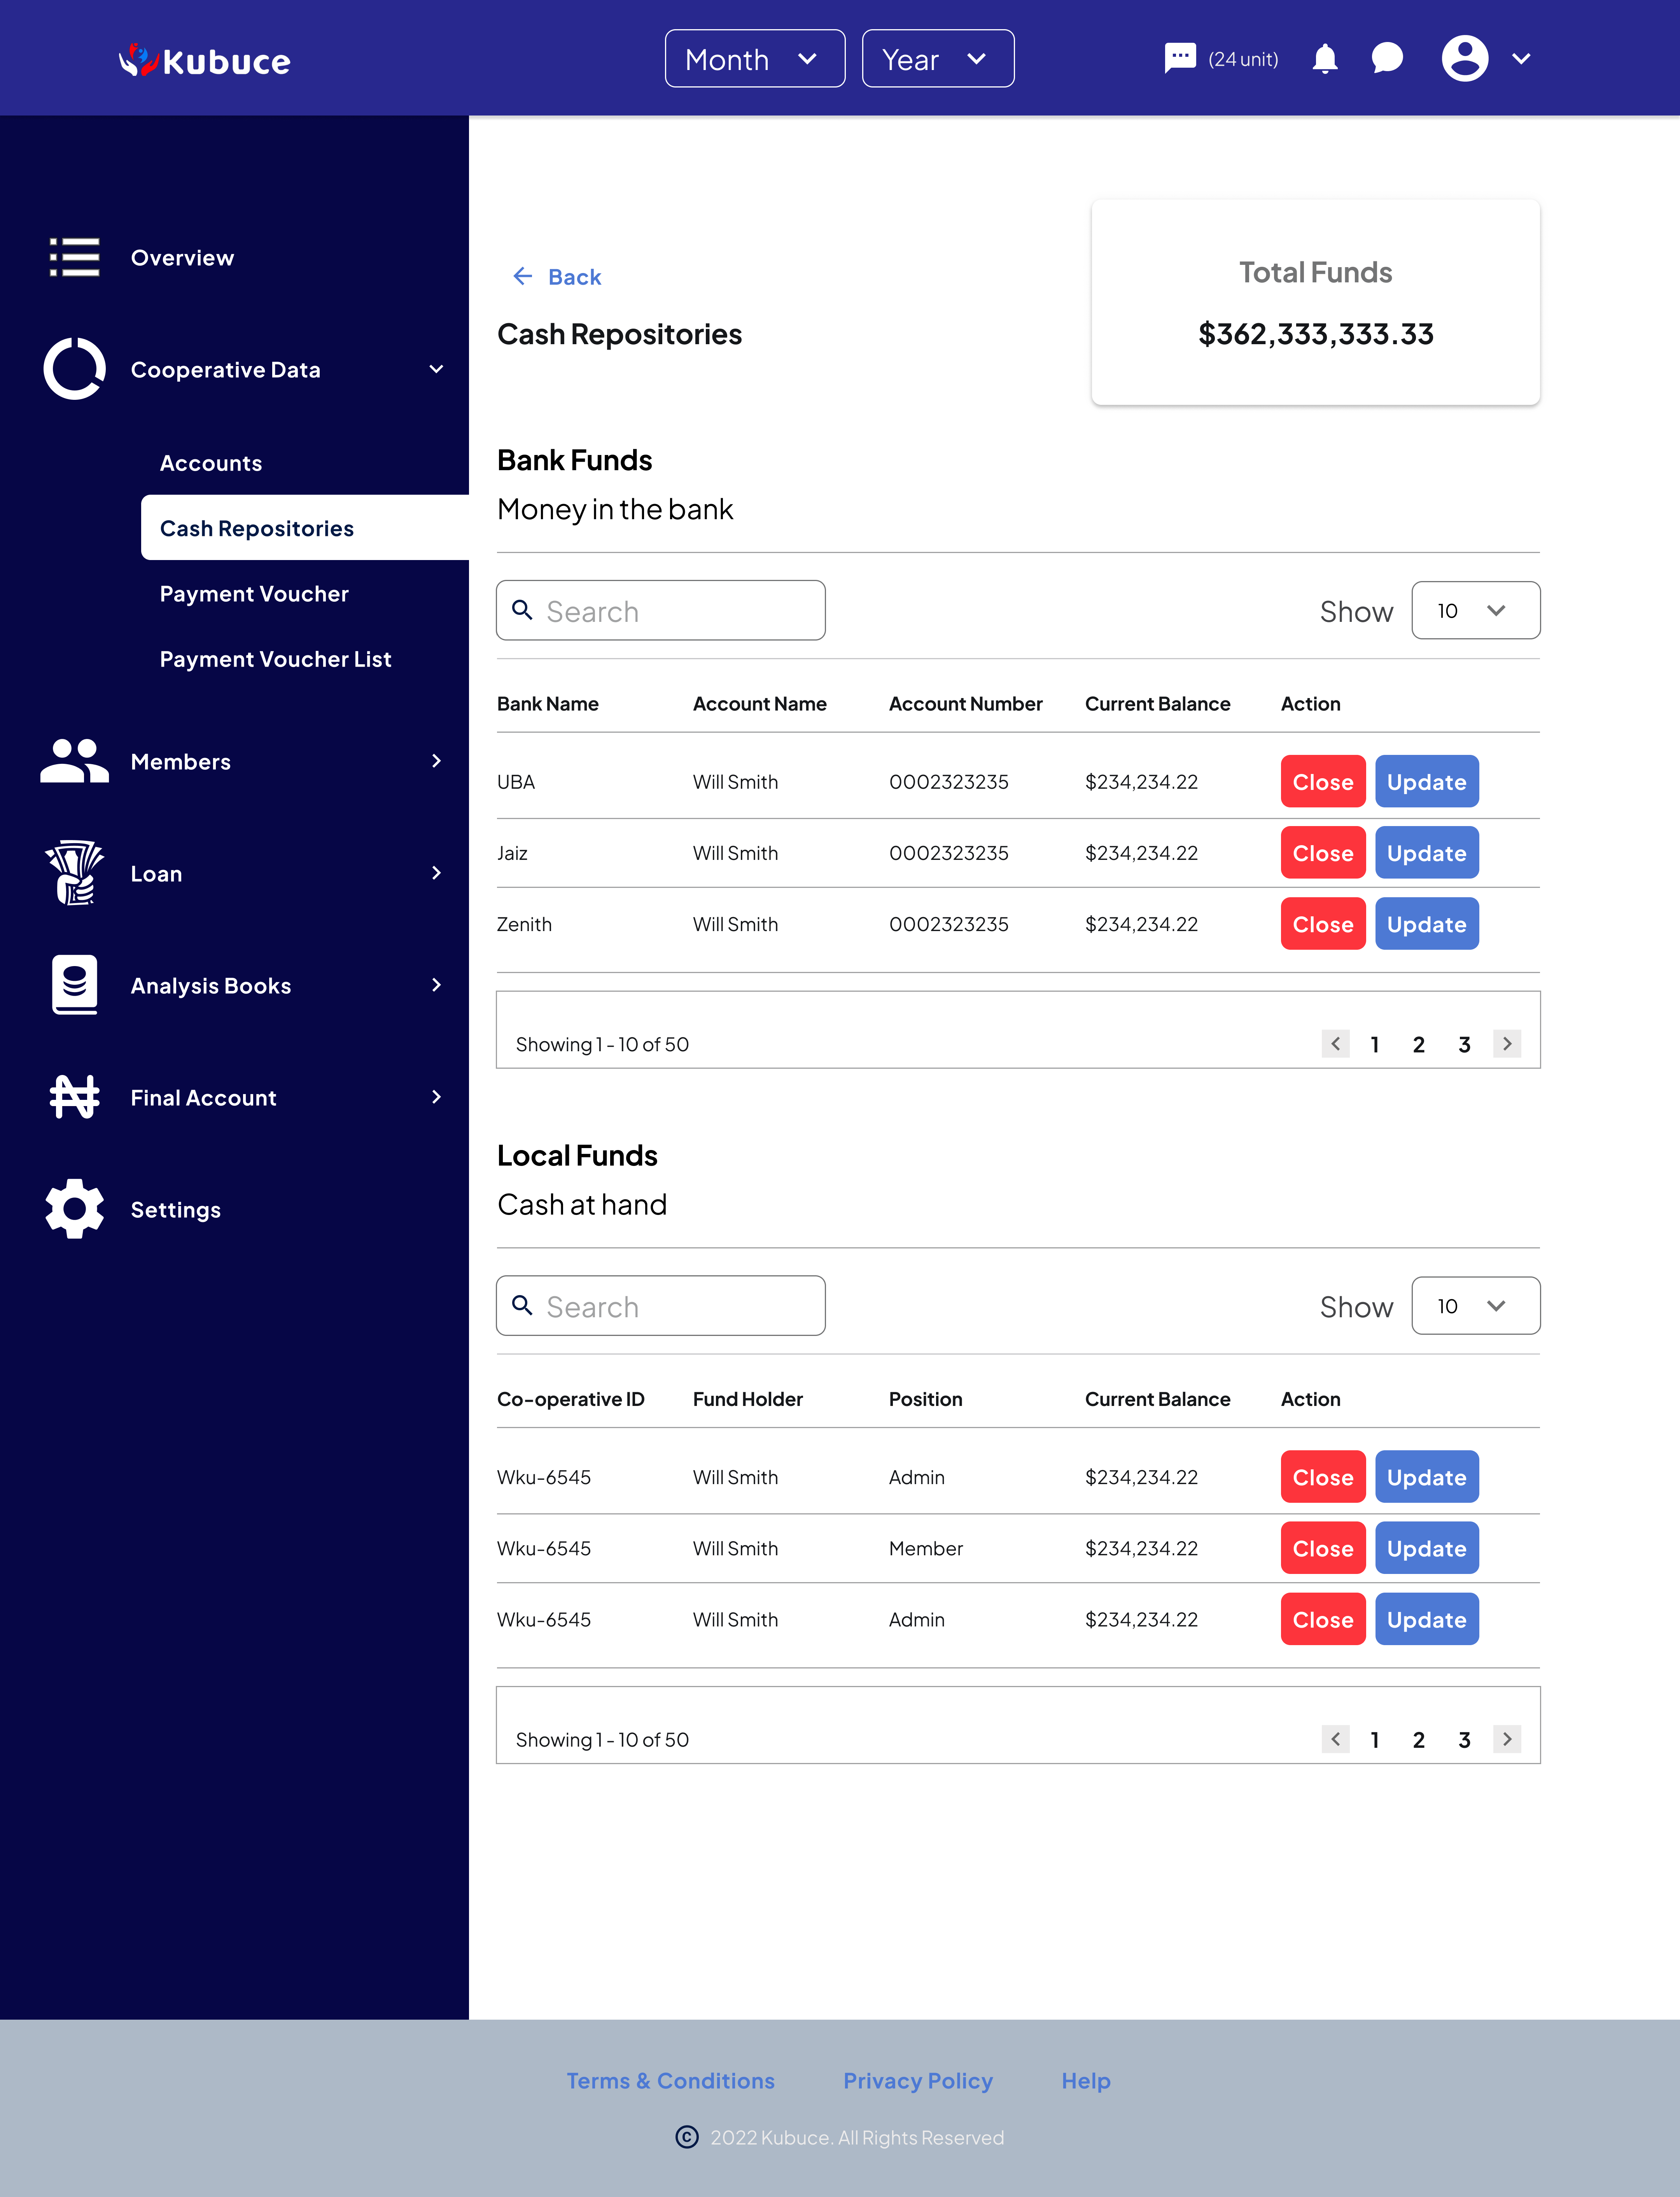 Kubuce
Month
Year
(24 unit)
Overview
Cooperative Data
Accounts
Cash Repositories
Payment Voucher
Payment Voucher List
Members
Loan
Analysis Books
Final Account
Settings
Back
Cash Repositories
Total Funds
$362,333,333.33
Bank Funds
Money in the bank
Search
Show 10
Bank Name Account Name Account Number Current Balance Action
UBA Will Smith 0002323235 $234,234.22 Close Update
Jaiz Will Smith 0002323235 $234,234.22 Close Update
Zenith Will Smith 0002323235 $234,234.22 Close Update
Showing 1 - 10 of 50 1 2 3
Local Funds
Cash at hand
Search
Show 10
Co-operative ID Fund Holder Position Current Balance Action
Wku-6545 Will Smith Admin $234,234.22 Close Update
Wku-6545 Will Smith Member $234,234.22 Close Update
Wku-6545 Will Smith Admin $234,234.22 Close Update
Showing 1 - 10 of 50 1 2 3
Terms & Conditions Privacy Policy Help
© 2022 Kubuce. All Rights Reserved